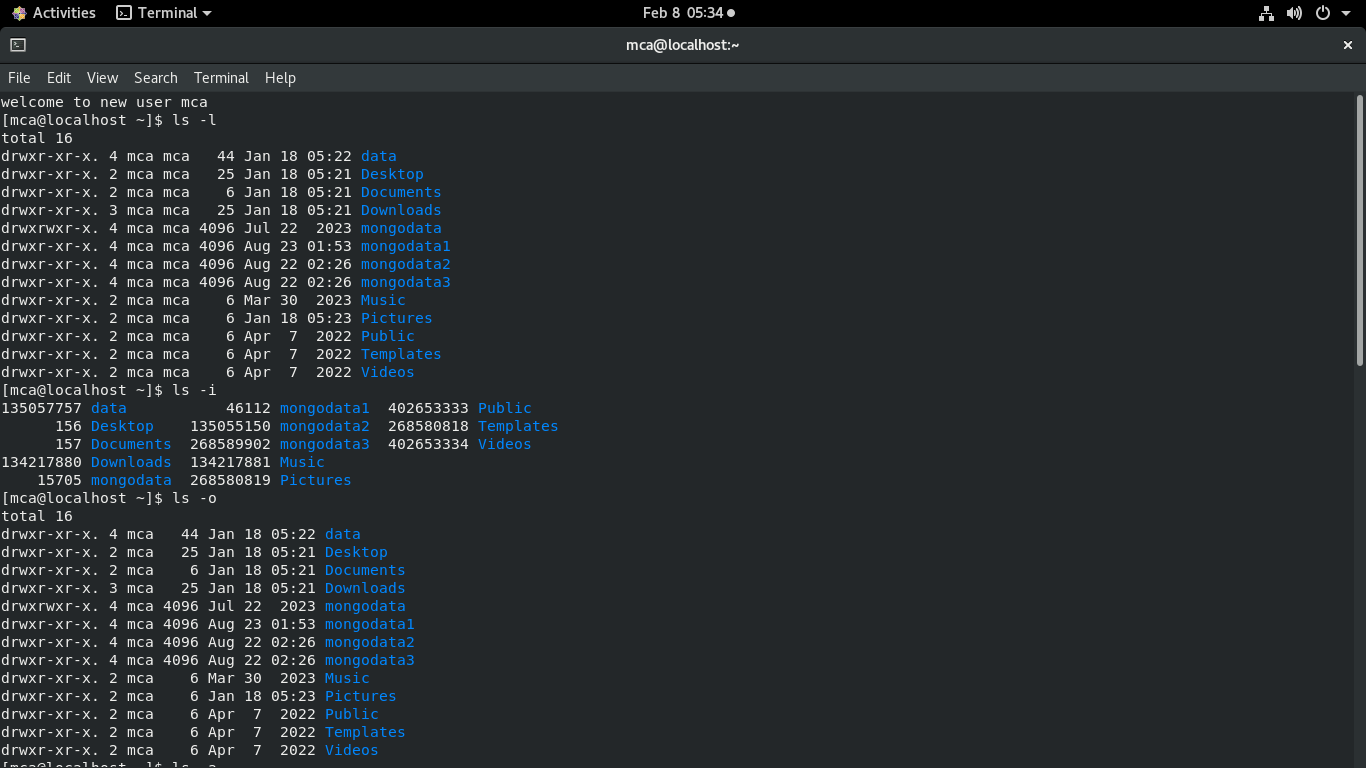 Activities Terminal Feb 8 05:34
mca@localhost:~
File Edit View Search Terminal Help
welcome to new user mca
[mca@localhost ~]$ ls -l
total 16
drwxr-xr-x. 4 mca mca   44 Jan 18 05:22 data
drwxr-xr-x. 2 mca mca   25 Jan 18 05:21 Desktop
drwxr-xr-x. 2 mca mca    6 Jan 18 05:21 Documents
drwxr-xr-x. 3 mca mca   25 Jan 18 05:21 Downloads
drwxrwxr-x. 4 mca mca 4096 Jul 22  2023 mongodata
drwxr-xr-x. 4 mca mca 4096 Aug 23 01:53 mongodata1
drwxr-xr-x. 4 mca mca 4096 Aug 22 02:26 mongodata2
drwxr-xr-x. 4 mca mca 4096 Aug 22 02:26 mongodata3
drwxr-xr-x. 2 mca mca    6 Mar 30  2023 Music
drwxr-xr-x. 2 mca mca    6 Jan 18 05:23 Pictures
drwxr-xr-x. 2 mca mca    6 Apr  7  2022 Public
drwxr-xr-x. 2 mca mca    6 Apr  7  2022 Templates
drwxr-xr-x. 2 mca mca    6 Apr  7  2022 Videos
[mca@localhost ~]$ ls -i
135057757 data           46112 mongodata1  402653333 Public
      156 Desktop    135055150 mongodata2  268580818 Templates
      157 Documents  268589902 mongodata3  402653334 Videos
134217880 Downloads  134217881 Music
    15705 mongodata  268580819 Pictures
[mca@localhost ~]$ ls -o
total 16
drwxr-xr-x. 4 mca   44 Jan 18 05:22 data
drwxr-xr-x. 2 mca   25 Jan 18 05:21 Desktop
drwxr-xr-x. 2 mca    6 Jan 18 05:21 Documents
drwxr-xr-x. 3 mca   25 Jan 18 05:21 Downloads
drwxrwxr-x. 4 mca 4096 Jul 22  2023 mongodata
drwxr-xr-x. 4 mca 4096 Aug 23 01:53 mongodata1
drwxr-xr-x. 4 mca 4096 Aug 22 02:26 mongodata2
drwxr-xr-x. 4 mca 4096 Aug 22 02:26 mongodata3
drwxr-xr-x. 2 mca    6 Mar 30  2023 Music
drwxr-xr-x. 2 mca    6 Jan 18 05:23 Pictures
drwxr-xr-x. 2 mca    6 Apr  7  2022 Public
drwxr-xr-x. 2 mca    6 Apr  7  2022 Templates
drwxr-xr-x. 2 mca    6 Apr  7  2022 Videos
[mca@localhost ~]$ ls